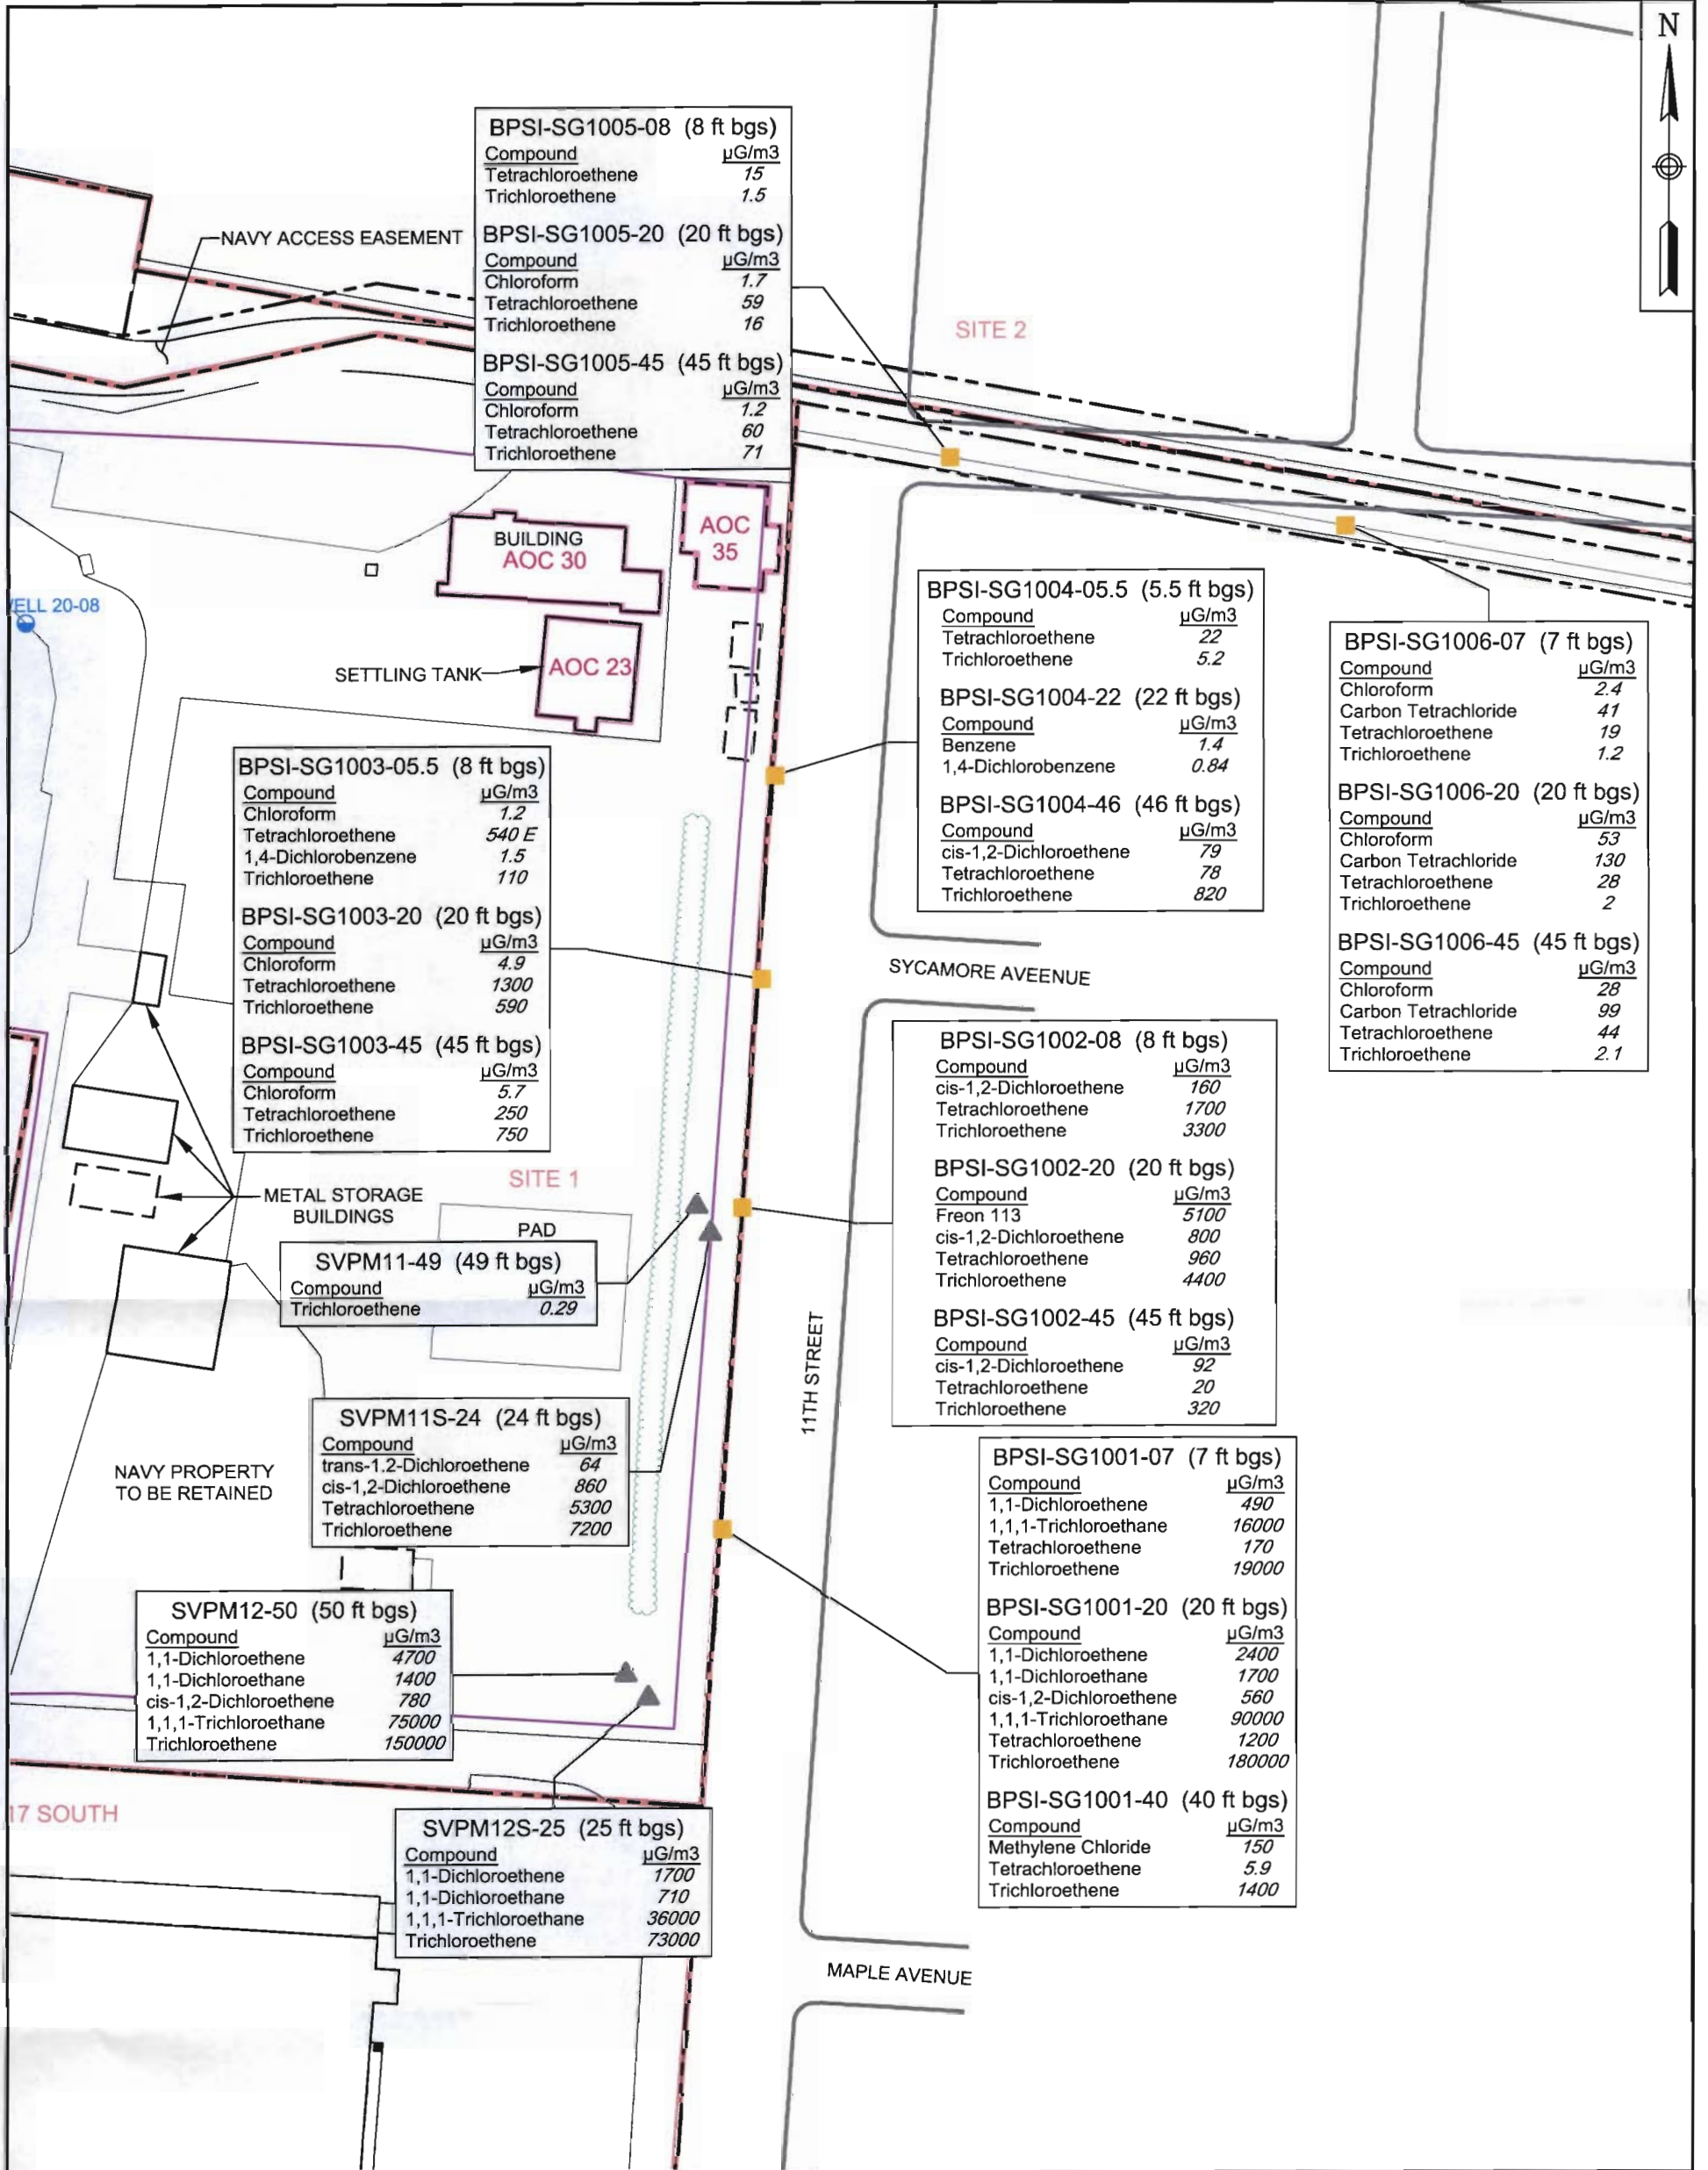 N
BPSI-SG1005-08 (8 ft bgs)
Compound µG/m3
Tetrachloroethene 15
Trichloroethene 1.5
BPSI-SG1005-20 (20 ft bgs)
Compound µG/m3
Chloroform 1.7
Tetrachloroethene 59
Trichloroethene 16
BPSI-SG1005-45 (45 ft bgs)
Compound µG/m3
Chloroform 1.2
Tetrachloroethene 60
Trichloroethene 71
NAVY ACCESS EASEMENT
SITE 2
BUILDING
AOC 30
AOC
35
ELL 20-08
SETTLING TANK
AOC 23
BPSI-SG1004-05.5 (5.5 ft bgs)
Compound µG/m3
Tetrachloroethene 22
Trichloroethene 5.2
BPSI-SG1004-22 (22 ft bgs)
Compound µG/m3
Benzene 1.4
1,4-Dichlorobenzene 0.84
BPSI-SG1004-46 (46 ft bgs)
Compound µG/m3
cis-1,2-Dichloroethene 79
Tetrachloroethene 78
Trichloroethene 820
BPSI-SG1006-07 (7 ft bgs)
Compound µG/m3
Chloroform 2.4
Carbon Tetrachloride 41
Tetrachloroethene 19
Trichloroethene 1.2
BPSI-SG1006-20 (20 ft bgs)
Compound µG/m3
Chloroform 53
Carbon Tetrachloride 130
Tetrachloroethene 28
Trichloroethene 2
BPSI-SG1006-45 (45 ft bgs)
Compound µG/m3
Chloroform 28
Carbon Tetrachloride 99
Tetrachloroethene 44
Trichloroethene 2.1
BPSI-SG1003-05.5 (8 ft bgs)
Compound µG/m3
Chloroform 1.2
Tetrachloroethene 540 E
1,4-Dichlorobenzene 1.5
Trichloroethene 110
BPSI-SG1003-20 (20 ft bgs)
Compound µG/m3
Chloroform 4.9
Tetrachloroethene 1300
Trichloroethene 590
BPSI-SG1003-45 (45 ft bgs)
Compound µG/m3
Chloroform 5.7
Tetrachloroethene 250
Trichloroethene 750
SYCAMORE AVEENUE
BPSI-SG1002-08 (8 ft bgs)
Compound µG/m3
cis-1,2-Dichloroethene 160
Tetrachloroethene 1700
Trichloroethene 3300
BPSI-SG1002-20 (20 ft bgs)
Compound µG/m3
Freon 113 5100
cis-1,2-Dichloroethene 800
Tetrachloroethene 960
Trichloroethene 4400
BPSI-SG1002-45 (45 ft bgs)
Compound µG/m3
cis-1,2-Dichloroethene 92
Tetrachloroethene 20
Trichloroethene 320
SITE 1
METAL STORAGE
BUILDINGS
PAD
SVPM11-49 (49 ft bgs)
Compound µG/m3
Trichloroethene 0.29
11TH STREET
SVPM11S-24 (24 ft bgs)
Compound µG/m3
trans-1.2-Dichloroethene 64
cis-1,2-Dichloroethene 860
Tetrachloroethene 5300
Trichloroethene 7200
NAVY PROPERTY
TO BE RETAINED
BPSI-SG1001-07 (7 ft bgs)
Compound µG/m3
1,1-Dichloroethene 490
1,1,1-Trichloroethane 16000
Tetrachloroethene 170
Trichloroethene 19000
BPSI-SG1001-20 (20 ft bgs)
Compound µG/m3
1,1-Dichloroethene 2400
1,1-Dichloroethane 1700
cis-1,2-Dichloroethene 560
1,1,1-Trichloroethane 90000
Tetrachloroethene 1200
Trichloroethene 180000
BPSI-SG1001-40 (40 ft bgs)
Compound µG/m3
Methylene Chloride 150
Tetrachloroethene 5.9
Trichloroethene 1400
SVPM12-50 (50 ft bgs)
Compound µG/m3
1,1-Dichloroethene 4700
1,1-Dichloroethane 1400
cis-1,2-Dichloroethene 780
1,1,1-Trichloroethane 75000
Trichloroethene 150000
17 SOUTH
SVPM12S-25 (25 ft bgs)
Compound µG/m3
1,1-Dichloroethene 1700
1,1-Dichloroethane 710
1,1,1-Trichloroethane 36000
Trichloroethene 73000
MAPLE AVENUE